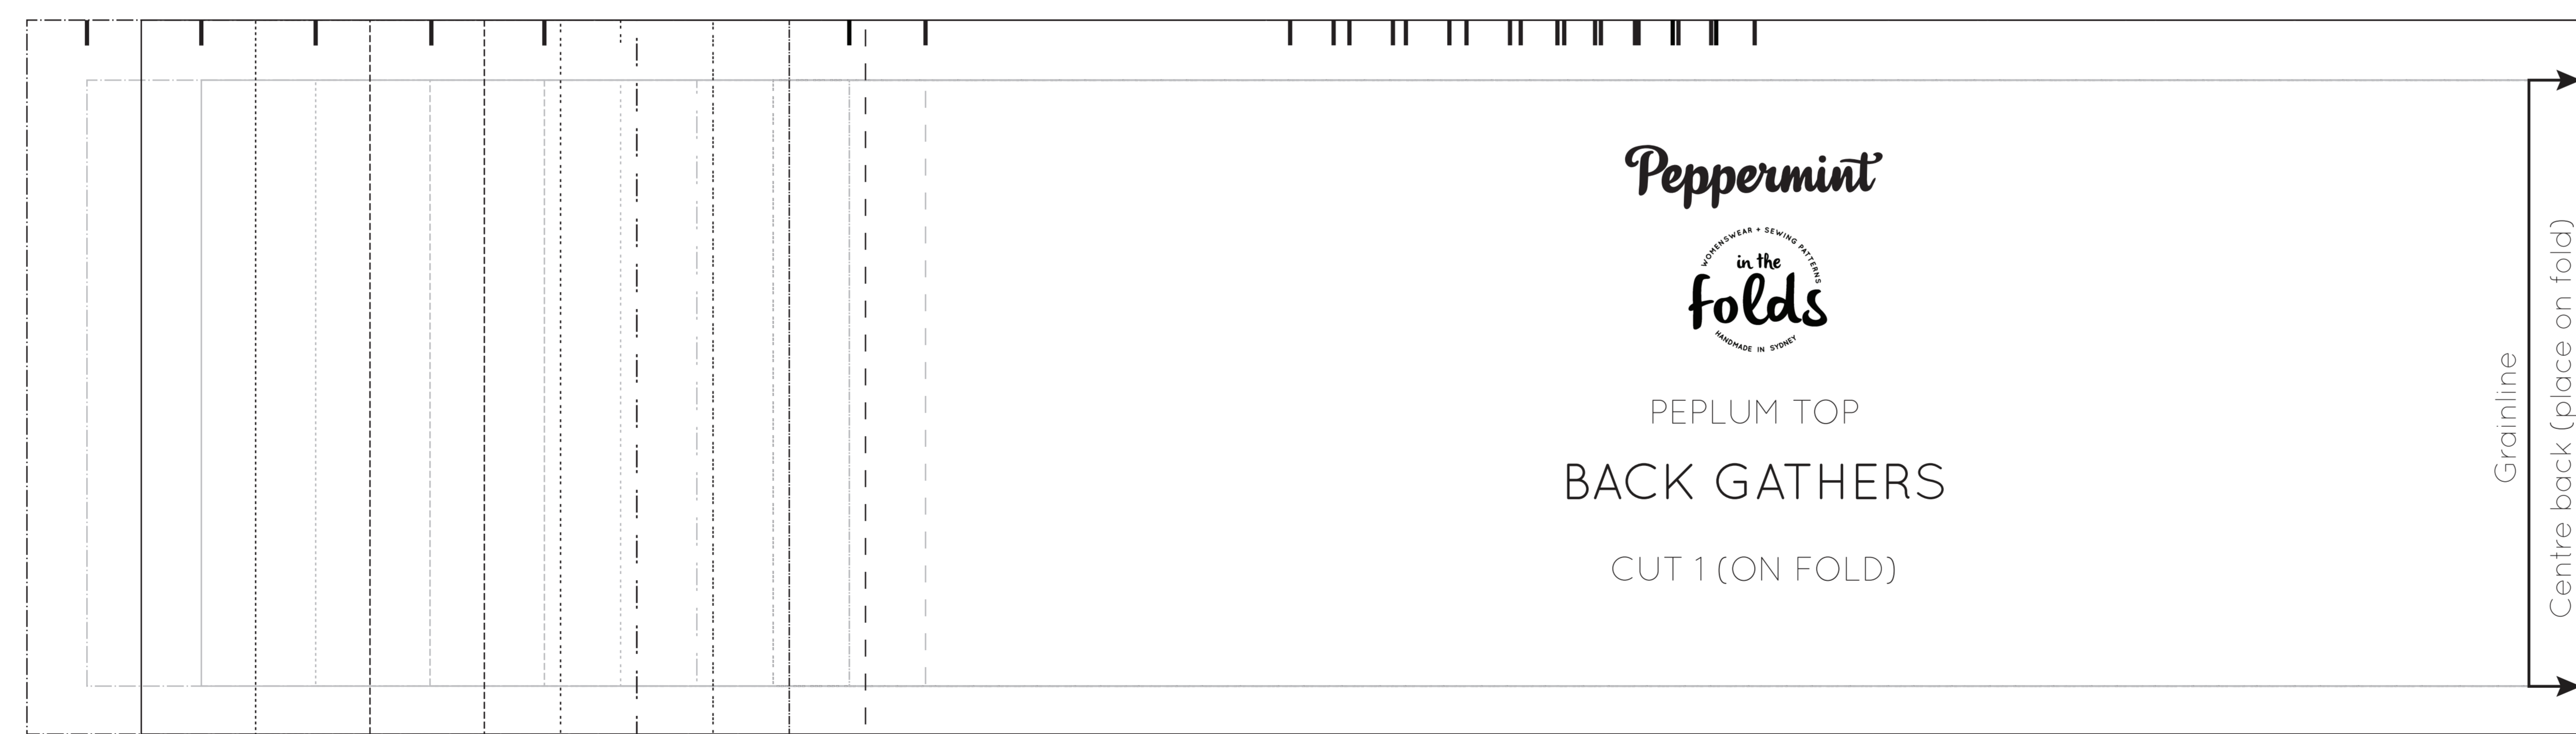 Peppermint
WOMENSWEAR + SEWING PATTERNS
in the
folds
HANDMADE IN SYDNEY
PEPLUM TOP
BACK GATHERS
CUT 1 (ON FOLD)
Grainline
Centre back (place on fold)